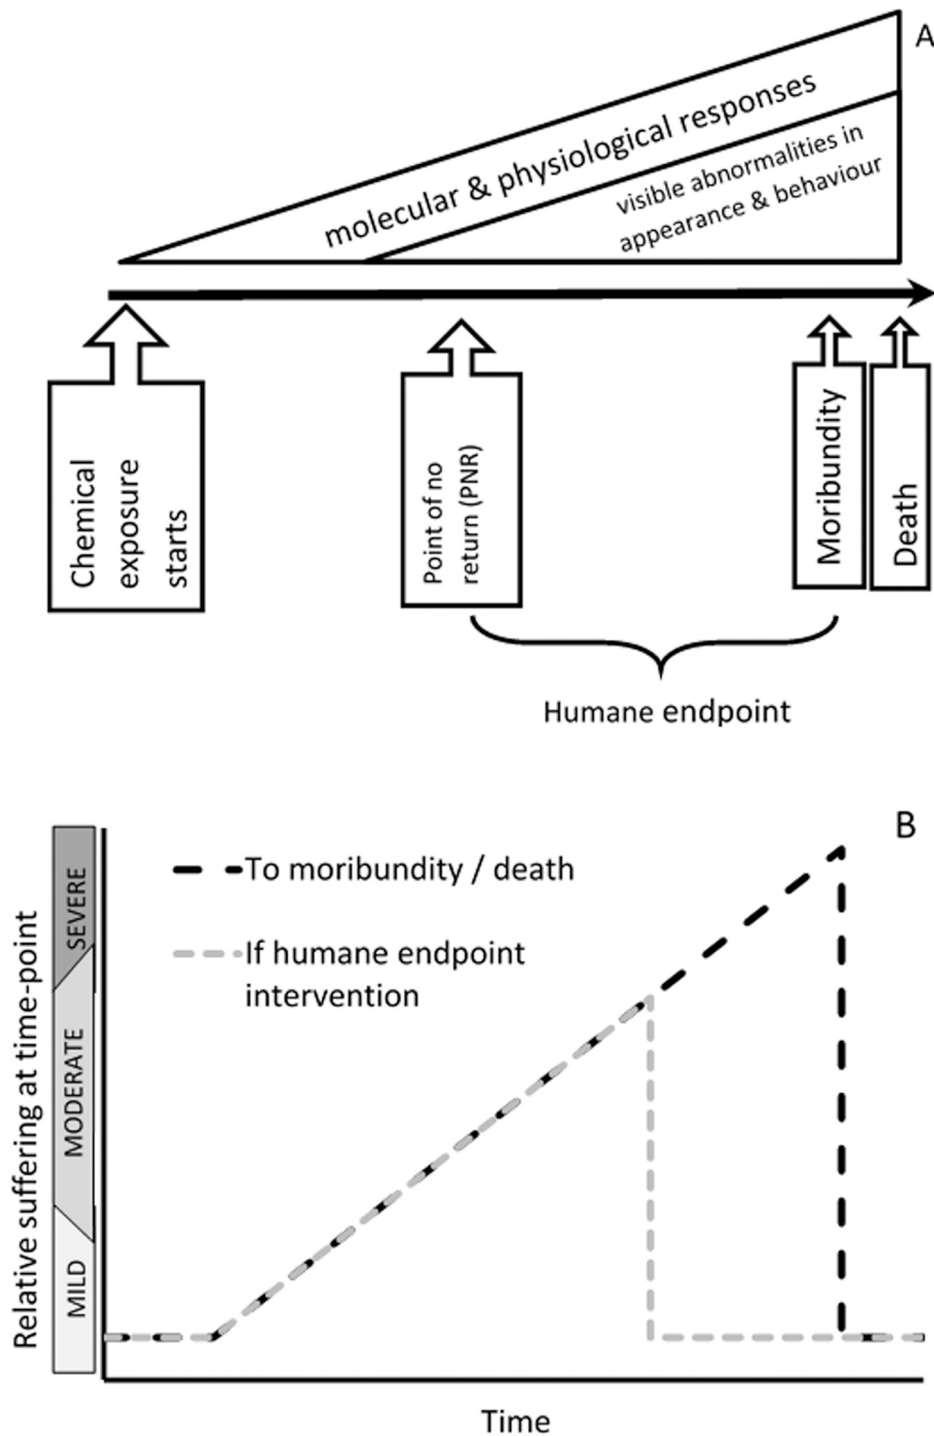 A
molecular & physiological responses
visible abnormalities in
appearance & behaviour
Chemical
exposure
starts
Point of no
return (PNR)
Moribundity
Death
Humane endpoint
B
Relative suffering at time-point
SEVERE
MODERATE
MILD
To moribundity / death
If humane endpoint
intervention
Time